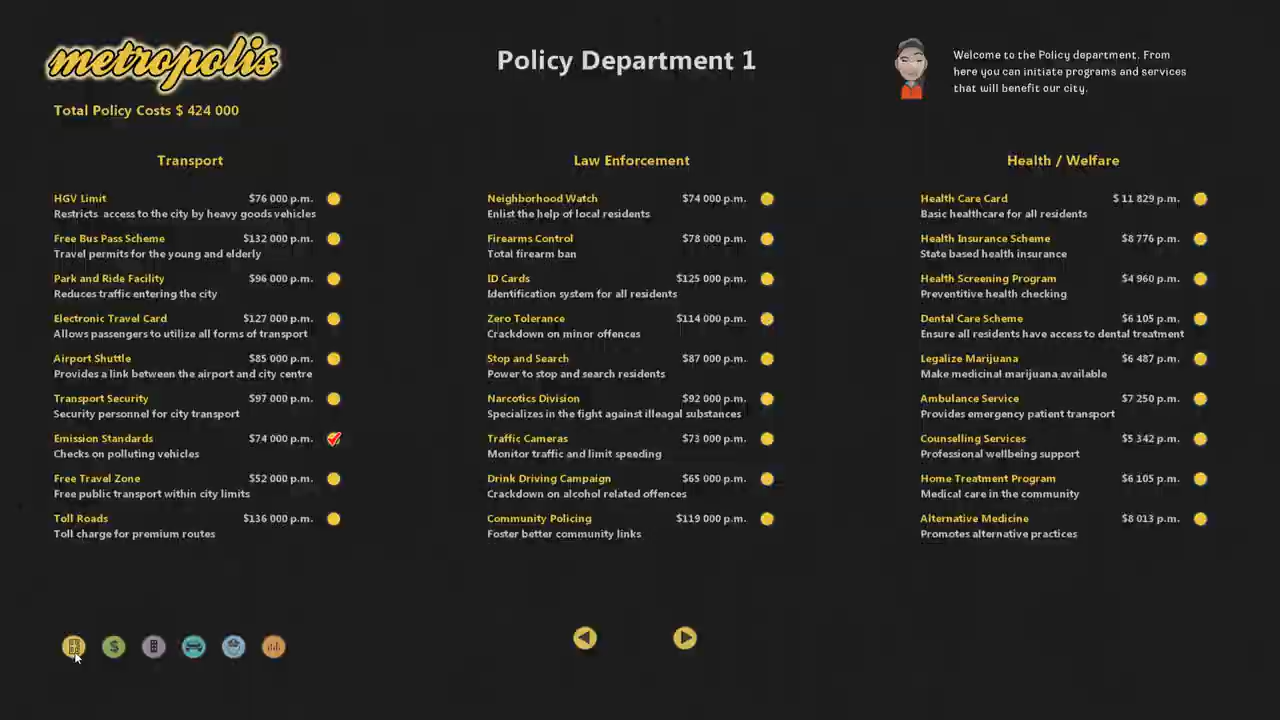 metropolis
Policy Department 1
Welcome to the Policy department. From
here you can initiate programs and services
that will benefit our city.
Total Policy Costs $ 424 000
Transport
HGV Limit $76 000 p.m.
Restricts access to the city by heavy goods vehicles
Free Bus Pass Scheme $132 000 p.m.
Travel permits for the young and elderly
Park and Ride Facility $96 000 p.m.
Reduces traffic entering the city
Electronic Travel Card $127 000 p.m.
Allows passengers to utilize all forms of transport
Airport Shuttle $85 000 p.m.
Provides a link between the airport and city centre
Transport Security $97 000 p.m.
Security personnel for city transport
Emission Standards $74 000 p.m.
Checks on polluting vehicles
Free Travel Zone $52 000 p.m.
Free public transport within city limits
Toll Roads $136 000 p.m.
Toll charge for premium routes
Law Enforcement
Neighborhood Watch $74 000 p.m.
Enlist the help of local residents
Firearms Control $78 000 p.m.
Total firearm ban
ID Cards $125 000 p.m.
Identification system for all residents
Zero Tolerance $114 000 p.m.
Crackdown on minor offences
Stop and Search $87 000 p.m.
Power to stop and search residents
Narcotics Division $92 000 p.m.
Specializes in the fight against illeagal substances
Traffic Cameras $73 000 p.m.
Monitor traffic and limit speeding
Drink Driving Campaign $65 000 p.m.
Crackdown on alcohol related offences
Community Policing $119 000 p.m.
Foster better community links
Health / Welfare
Health Care Card $ 11 829 p.m.
Basic healthcare for all residents
Health Insurance Scheme $8 776 p.m.
State based health insurance
Health Screening Program $4 960 p.m.
Preventitive health checking
Dental Care Scheme $6 105 p.m.
Ensure all residents have access to dental treatment
Legalize Marijuana $6 487 p.m.
Make medicinal marijuana available
Ambulance Service $7 250 p.m.
Provides emergency patient transport
Counselling Services $5 342 p.m.
Professional wellbeing support
Home Treatment Program $6 105 p.m.
Medical care in the community
Alternative Medicine $8 013 p.m.
Promotes alternative practices
$